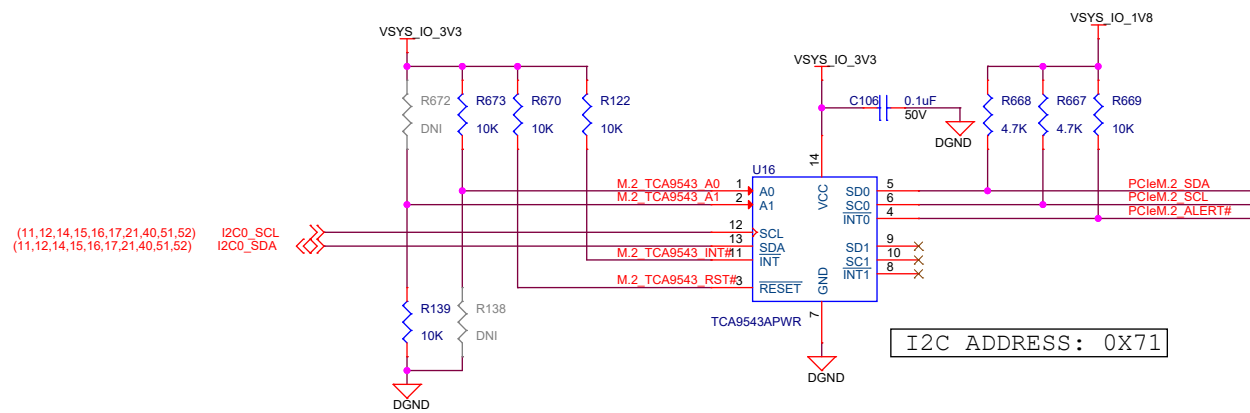 VSYS_IO_1V8
VSYS_IO_3V3
VSYS_IO_3V3
R672
DNI
R673
10K
R670
10K
R122
10K
C106
0.1uF
50V
DGND
R668
4.7K
R667
4.7K
R669
10K
U16
14
VCC
M.2_TCA9543_A0
1
A0
M.2_TCA9543_A1
2
A1
SD0
5
PCIeM.2_SDA
SC0
6
PCIeM.2_SCL
INT0
4
PCIeM.2_ALERT#
(11,12,14,15,16,17,21,40,51,52)
I2C0_SCL
12
SCL
(11,12,14,15,16,17,21,40,51,52)
I2C0_SDA
13
SDA
M.2_TCA9543_INT#
11
INT
SD1
9
SC1
10
INT1
8
M.2_TCA9543_RST#
3
RESET
GND
7
R139
10K
R138
DNI
TCA9543APWR
I2C ADDRESS: 0X71
DGND
DGND